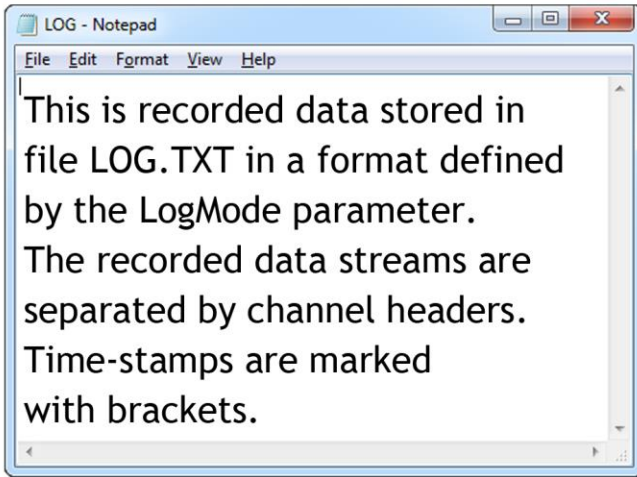 LOG - Notepad
File Edit Format View Help
This is recorded data stored in
file LOG.TXT in a format defined
by the LogMode parameter.
The recorded data streams are
separated by channel headers.
Time-stamps are marked
with brackets.